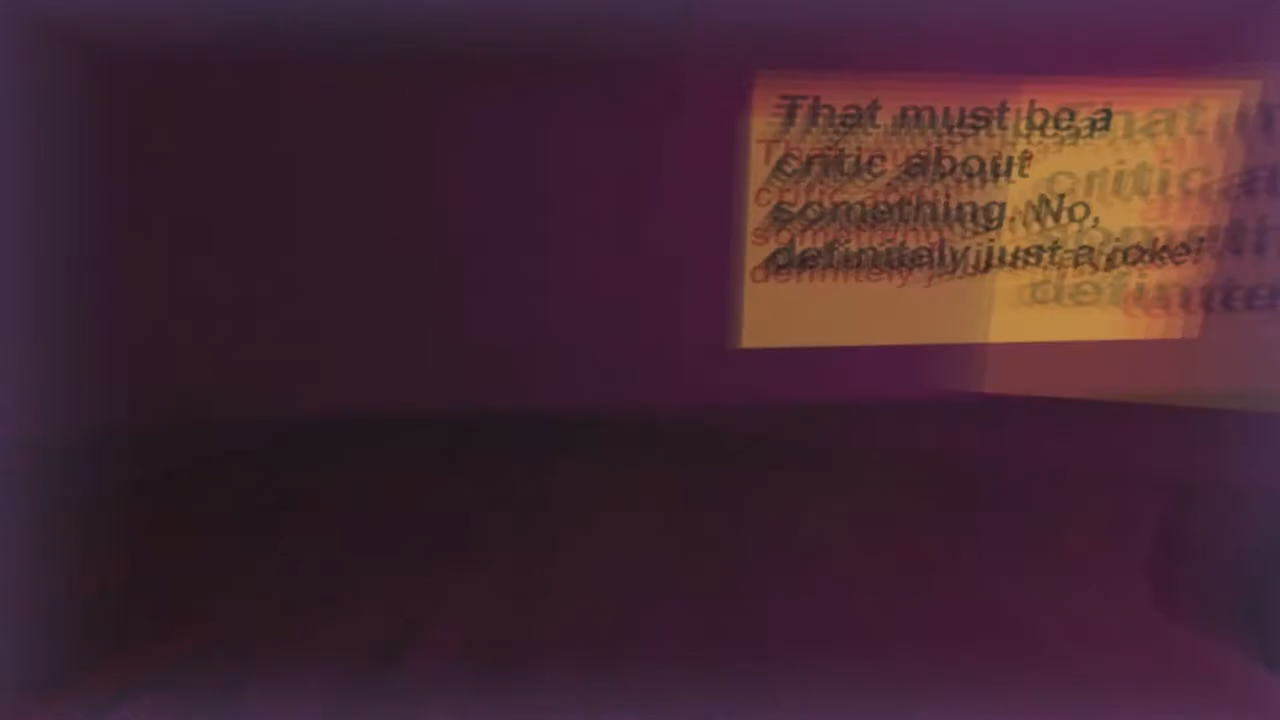 That must be a
critic about
something. No,
definitely just a joke!